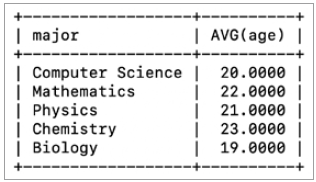 major AVG(age)
Computer Science 20.0000
Mathematics 22.0000
Physics 21.0000
Chemistry 23.0000
Biology 19.0000